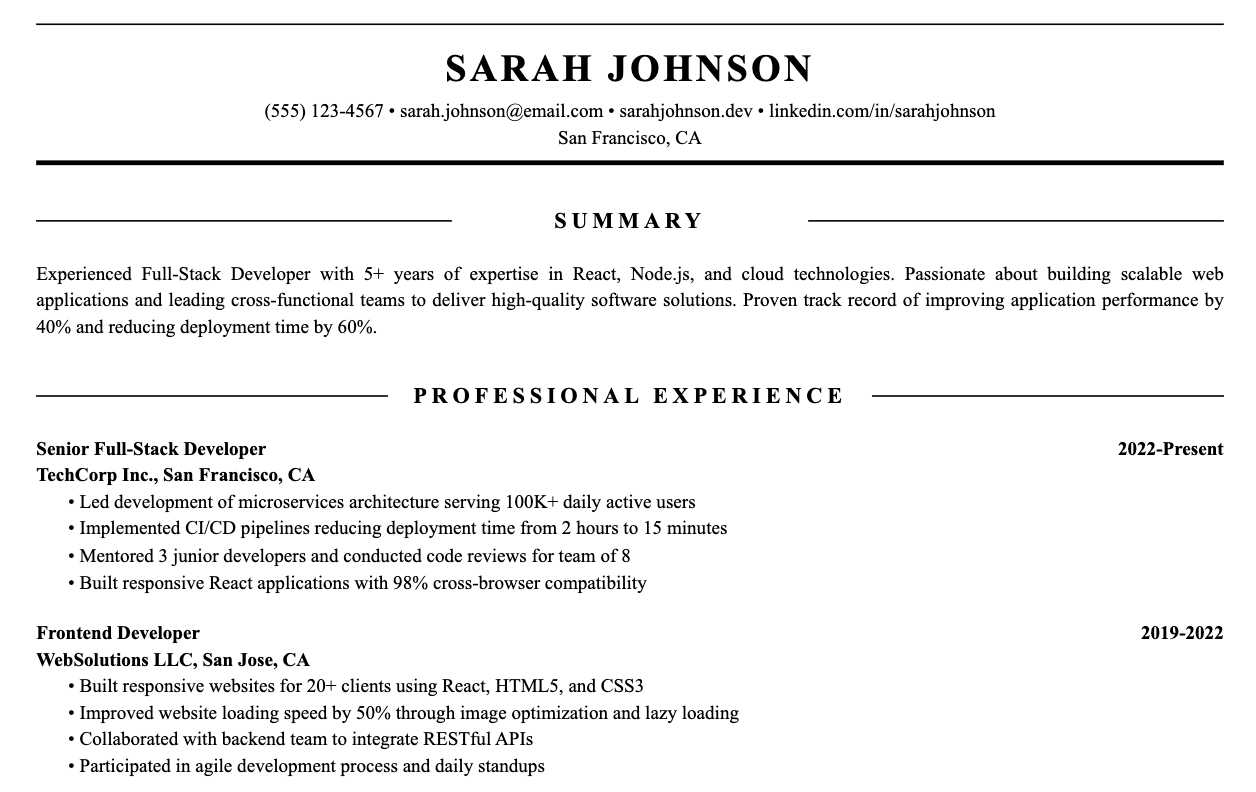 SARAH JOHNSON
(555) 123-4567 • sarah.johnson@email.com • sarahjohnson.dev • linkedin.com/in/sarahjohnson
San Francisco, CA
SUMMARY
Experienced Full-Stack Developer with 5+ years of expertise in React, Node.js, and cloud technologies. Passionate about building scalable web
applications and leading cross-functional teams to deliver high-quality software solutions. Proven track record of improving application performance by
40% and reducing deployment time by 60%.
PROFESSIONAL EXPERIENCE
Senior Full-Stack Developer 2022-Present
TechCorp Inc., San Francisco, CA
• Led development of microservices architecture serving 100K+ daily active users
• Implemented CI/CD pipelines reducing deployment time from 2 hours to 15 minutes
• Mentored 3 junior developers and conducted code reviews for team of 8
• Built responsive React applications with 98% cross-browser compatibility
Frontend Developer 2019-2022
WebSolutions LLC, San Jose, CA
• Built responsive websites for 20+ clients using React, HTML5, and CSS3
• Improved website loading speed by 50% through image optimization and lazy loading
• Collaborated with backend team to integrate RESTful APIs
• Participated in agile development process and daily standups